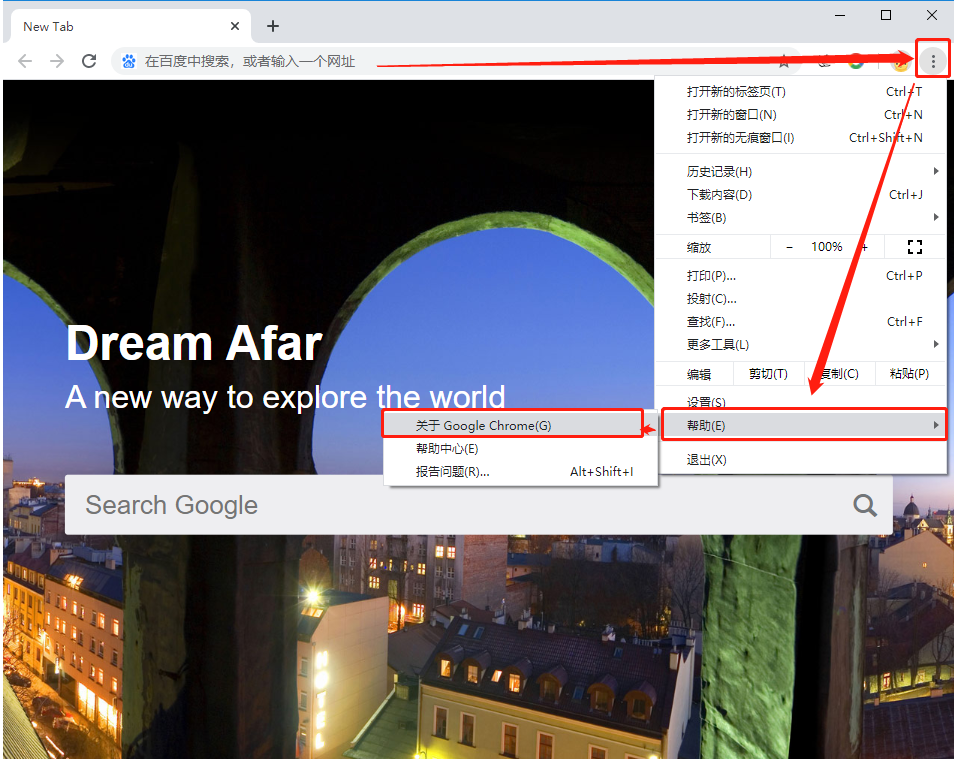 New Tab
在百度中搜索，或者输入一个网址
打开新的标签页(T) Ctrl+T
打开新的窗口(N) Ctrl+N
打开新的无痕窗口(I) Ctrl+Shift+N
历史记录(H)
下载内容(D) Ctrl+J
书签(B)
缩放 − 100% +
打印(P)... Ctrl+P
投射(C)...
查找(F)... Ctrl+F
更多工具(L)
编辑 剪切(T) 复制(C) 粘贴(P)
设置(S)
帮助(E)
退出(X)
关于 Google Chrome(G)
帮助中心(E)
报告问题(R)... Alt+Shift+I
Dream Afar
A new way to explore the world
Search Google